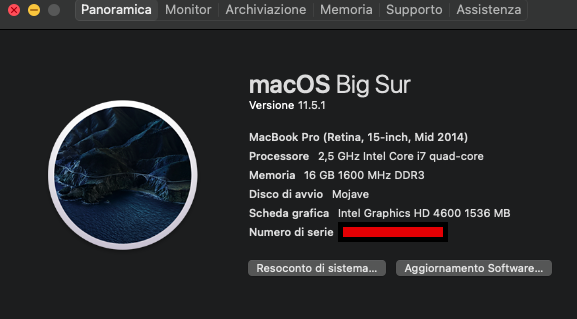 Panoramica Monitor Archiviazione Memoria Supporto Assistenza
macOS Big Sur
Versione 11.5.1
MacBook Pro (Retina, 15-inch, Mid 2014)
Processore 2,5 GHz Intel Core i7 quad-core
Memoria 16 GB 1600 MHz DDR3
Disco di avvio Mojave
Scheda grafica Intel Graphics HD 4600 1536 MB
Numero di serie
Resoconto di sistema... Aggiornamento Software...